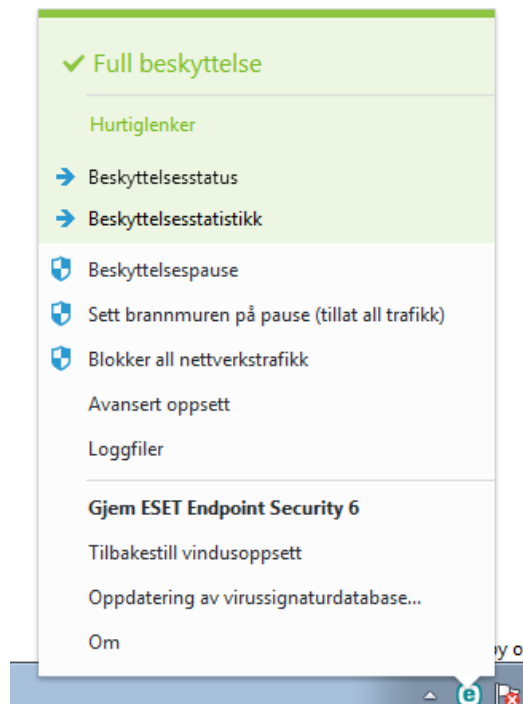 Full beskyttelse
Hurtiglenker
Beskyttelsesstatus
Beskyttelsesstatistikk
Beskyttelsespause
Sett brannmuren på pause (tillat all trafikk)
Blokker all nettverkstrafikk
Avansert oppsett
Loggfiler
Gjem ESET Endpoint Security 6
Tilbakestill vindusoppsett
Oppdatering av virussignaturdatabase...
Om
e